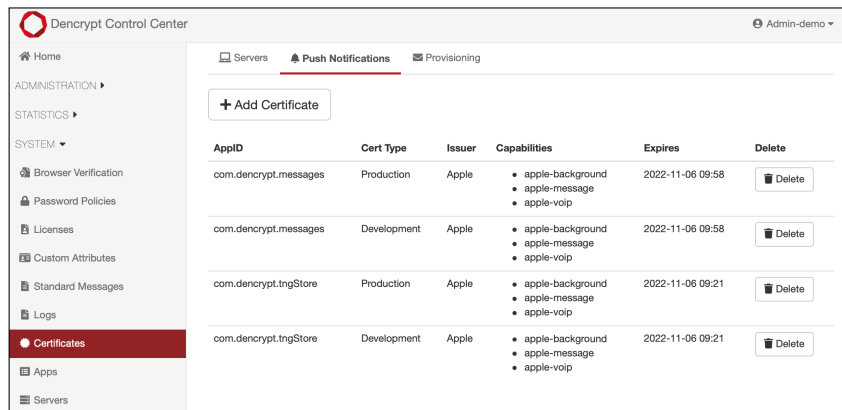 Dencrypt Control Center
Admin-demo
Home
ADMINISTRATION
STATISTICS
SYSTEM
Browser Verification
Password Policies
Licenses
Custom Attributes
Standard Messages
Logs
Certificates
Apps
Servers
Servers Push Notifications Provisioning
+ Add Certificate
AppID Cert Type Issuer Capabilities Expires Delete
com.dencrypt.messages Production Apple • apple-background 2022-11-06 09:58 Delete
• apple-message
• apple-voip
com.dencrypt.messages Development Apple • apple-background 2022-11-06 09:58 Delete
• apple-message
• apple-voip
com.dencrypt.tngStore Production Apple • apple-background 2022-11-06 09:21 Delete
• apple-message
• apple-voip
com.dencrypt.tngStore Development Apple • apple-background 2022-11-06 09:21 Delete
• apple-message
• apple-voip